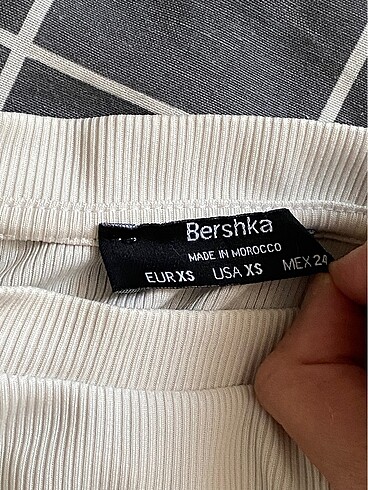 Bershka
MADE IN MOROCCO
EUR XS USA XS MEX 24